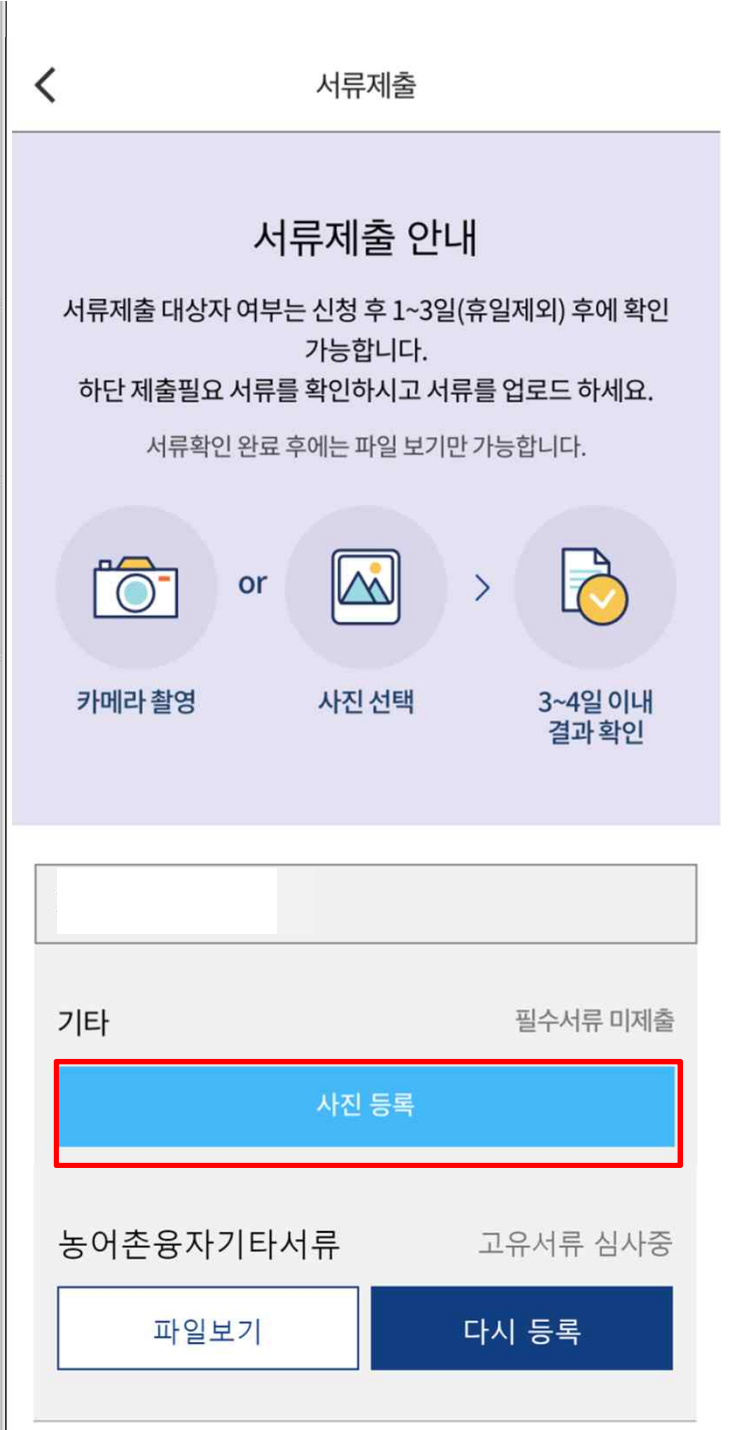 서류제출
서류제출 안내
서류제출 대상자 여부는 신청 후 1~3일(휴일제외) 후에 확인
가능합니다.
하단 제출필요 서류를 확인하시고 서류를 업로드 하세요.
서류확인 완료 후에는 파일 보기만 가능합니다.
or
카메라 촬영
사진 선택
3~4일 이내
결과 확인
기타
필수서류 미제출
사진 등록
농어촌융자기타서류
고유서류 심사중
파일보기
다시 등록